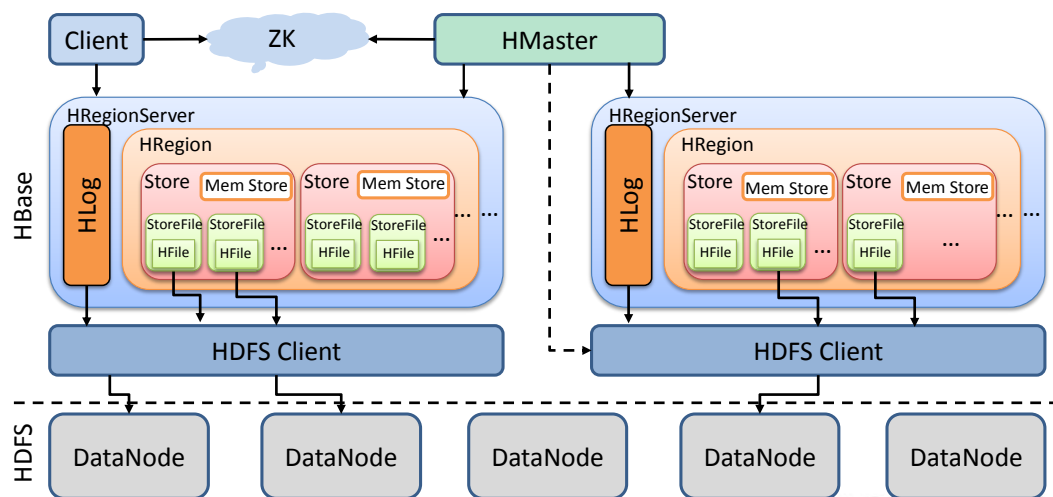 Client
ZK
HMaster
HBase
HRegionServer
HLog
HRegion
Store
Mem Store
StoreFile
HFile
StoreFile
HFile
...
Store
Mem Store
StoreFile
HFile
StoreFile
HFile
...
...
...
HRegionServer
HLog
HRegion
Store
Mem Store
StoreFile
HFile
StoreFile
HFile
...
Store
Mem Store
StoreFile
HFile
...
...
...
HDFS Client
HDFS Client
HDFS
DataNode
DataNode
DataNode
DataNode
DataNode